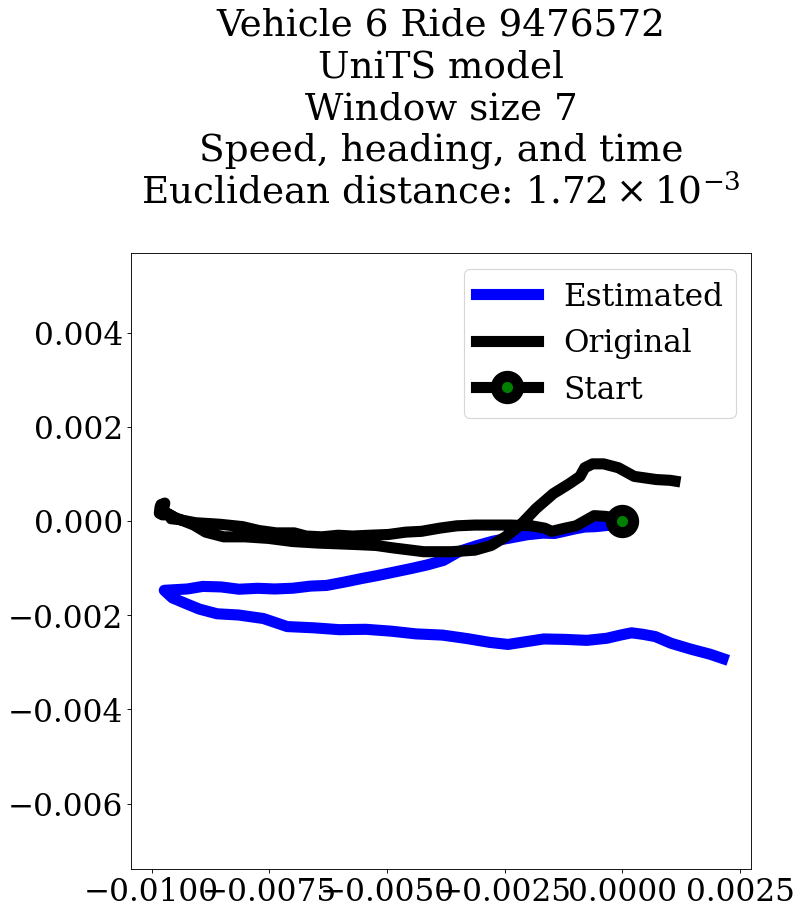 Vehicle 6 Ride 9476572
UniTS model
Window size 7
Speed, heading, and time
Euclidean distance: 1.72 × 10⁻³
Estimated
Original
Start
0.004
0.002
0.000
−0.002
−0.004
−0.006
−0.0100 −0.0075 −0.0050 −0.0025 0.0000 0.0025